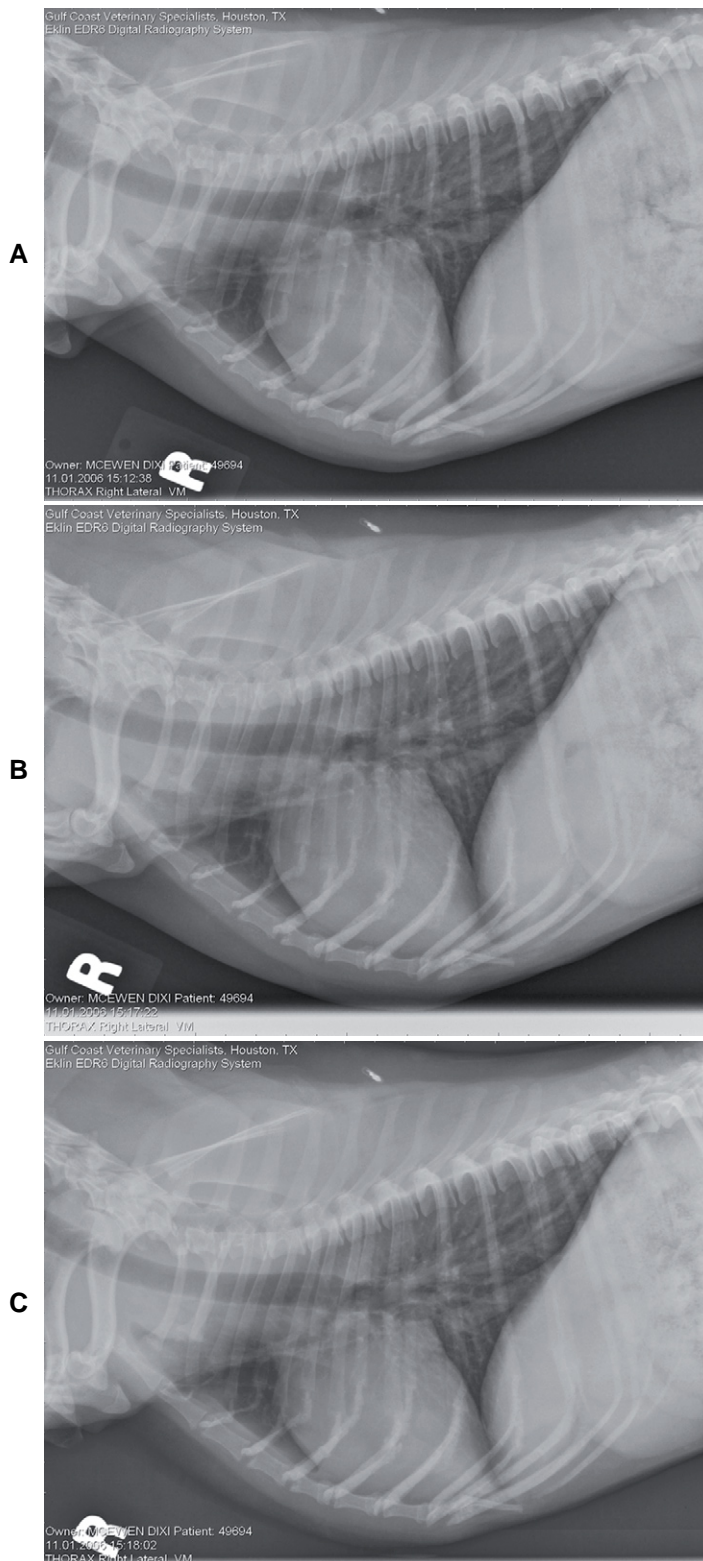 Gulf Coast Veterinary Specialists, Houston, TX
Eklin EDR6 Digital Radiography System
A
R
Owner: MCEWEN DIXI Patient: 49694
11.01.2006 15:12:38
THORAX Right Lateral VM
Gulf Coast Veterinary Specialists, Houston, TX
Eklin EDR6 Digital Radiography System
B
R
Owner: MCEWEN DIXI Patient: 49694
11.01.2006 15:17:22
THORAX Right Lateral VM
Gulf Coast Veterinary Specialists, Houston, TX
Eklin EDR6 Digital Radiography System
C
R
Owner: MCEWEN DIXI Patient: 49694
11.01.2006 15:18:02
THORAX Right Lateral VM